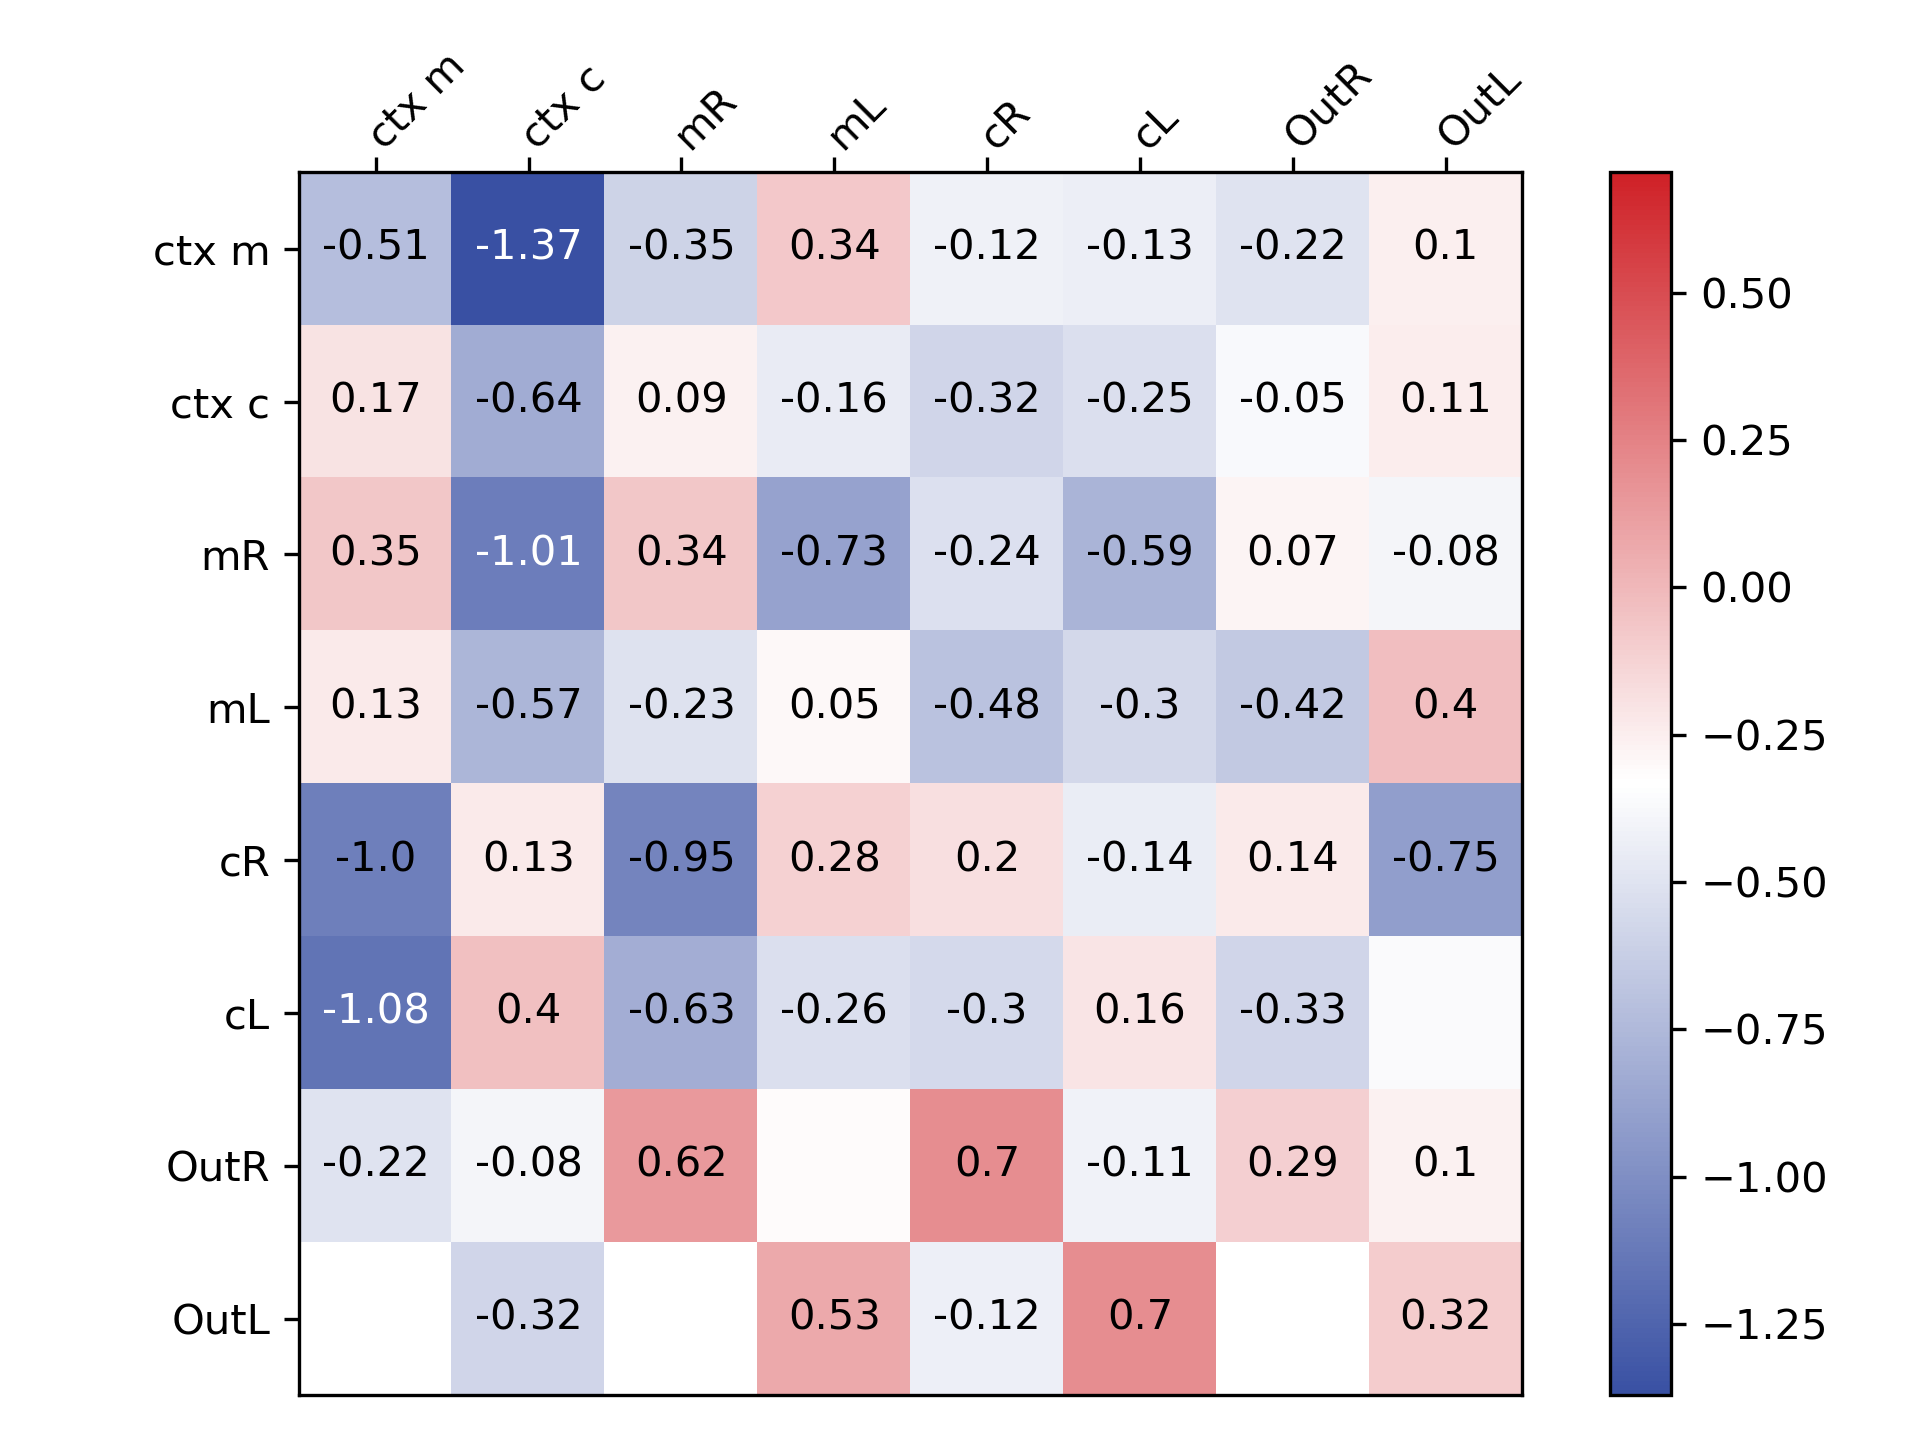 ctx m ctx c mR mL cR cL OutR OutL
ctx m -0.51 -1.37 -0.35 0.34 -0.12 -0.13 -0.22 0.1
ctx c 0.17 -0.64 0.09 -0.16 -0.32 -0.25 -0.05 0.11
mR 0.35 -1.01 0.34 -0.73 -0.24 -0.59 0.07 -0.08
mL 0.13 -0.57 -0.23 0.05 -0.48 -0.3 -0.42 0.4
cR -1.0 0.13 -0.95 0.28 0.2 -0.14 0.14 -0.75
cL -1.08 0.4 -0.63 -0.26 -0.3 0.16 -0.33
OutR -0.22 -0.08 0.62 0.7 -0.11 0.29 0.1
OutL -0.32 0.53 -0.12 0.7 0.32
0.50
0.25
0.00
−0.25
−0.50
−0.75
−1.00
−1.25